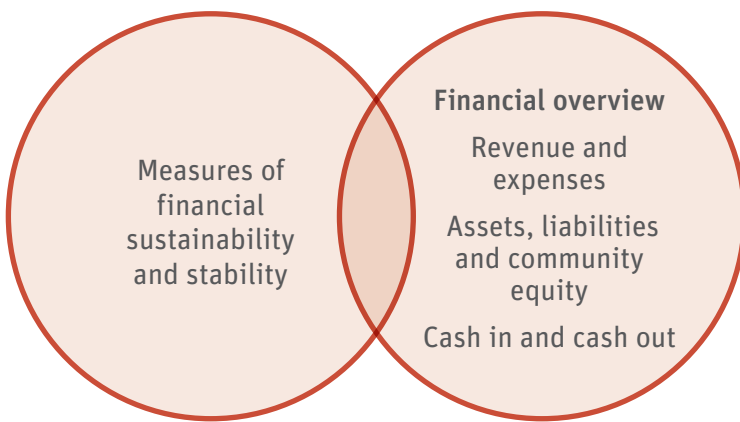 Measures of
financial
sustainability
and stability
Financial overview
Revenue and
expenses
Assets, liabilities
and community
equity
Cash in and cash out